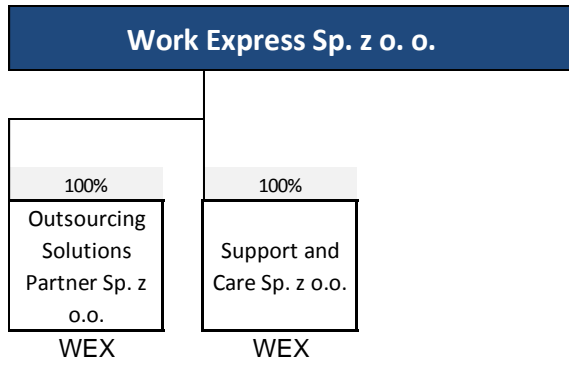 Work Express Sp. z o. o.
100%
100%
Outsourcing
Solutions
Partner Sp. z
o.o.
Support and
Care Sp. z o.o.
WEX
WEX